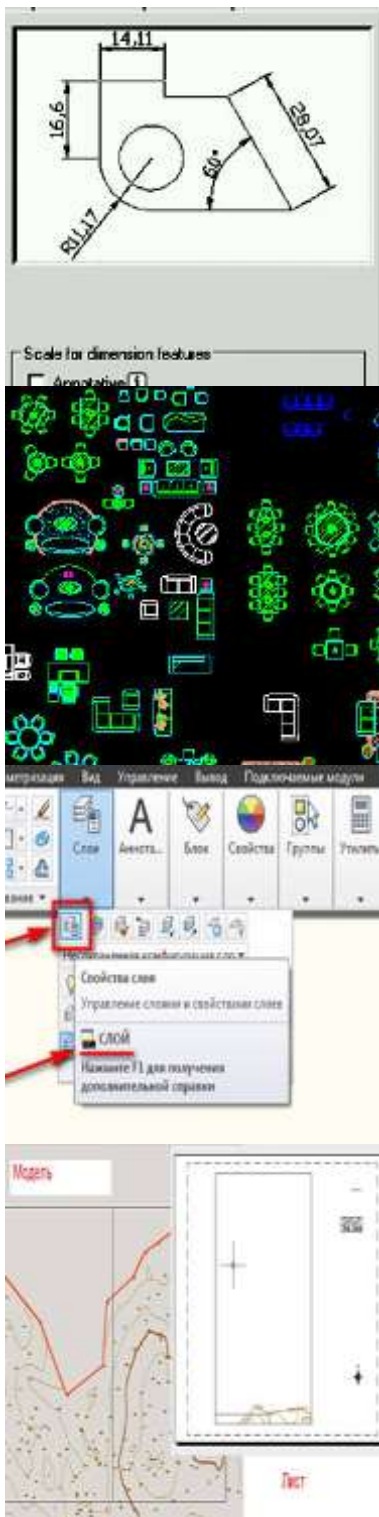 14,11
16,6
28,07
60°
R11,17
Scale for dimension features
Annotative
Вид Управление Вывод Подключаемые модули
Слои Аннота... Блок Свойства Группы Утилиты
Свойства слоя
Управление слоями и свойствами слоев
СЛОЙ
Нажмите F1 для получения
дополнительной справки
Модель
Лист